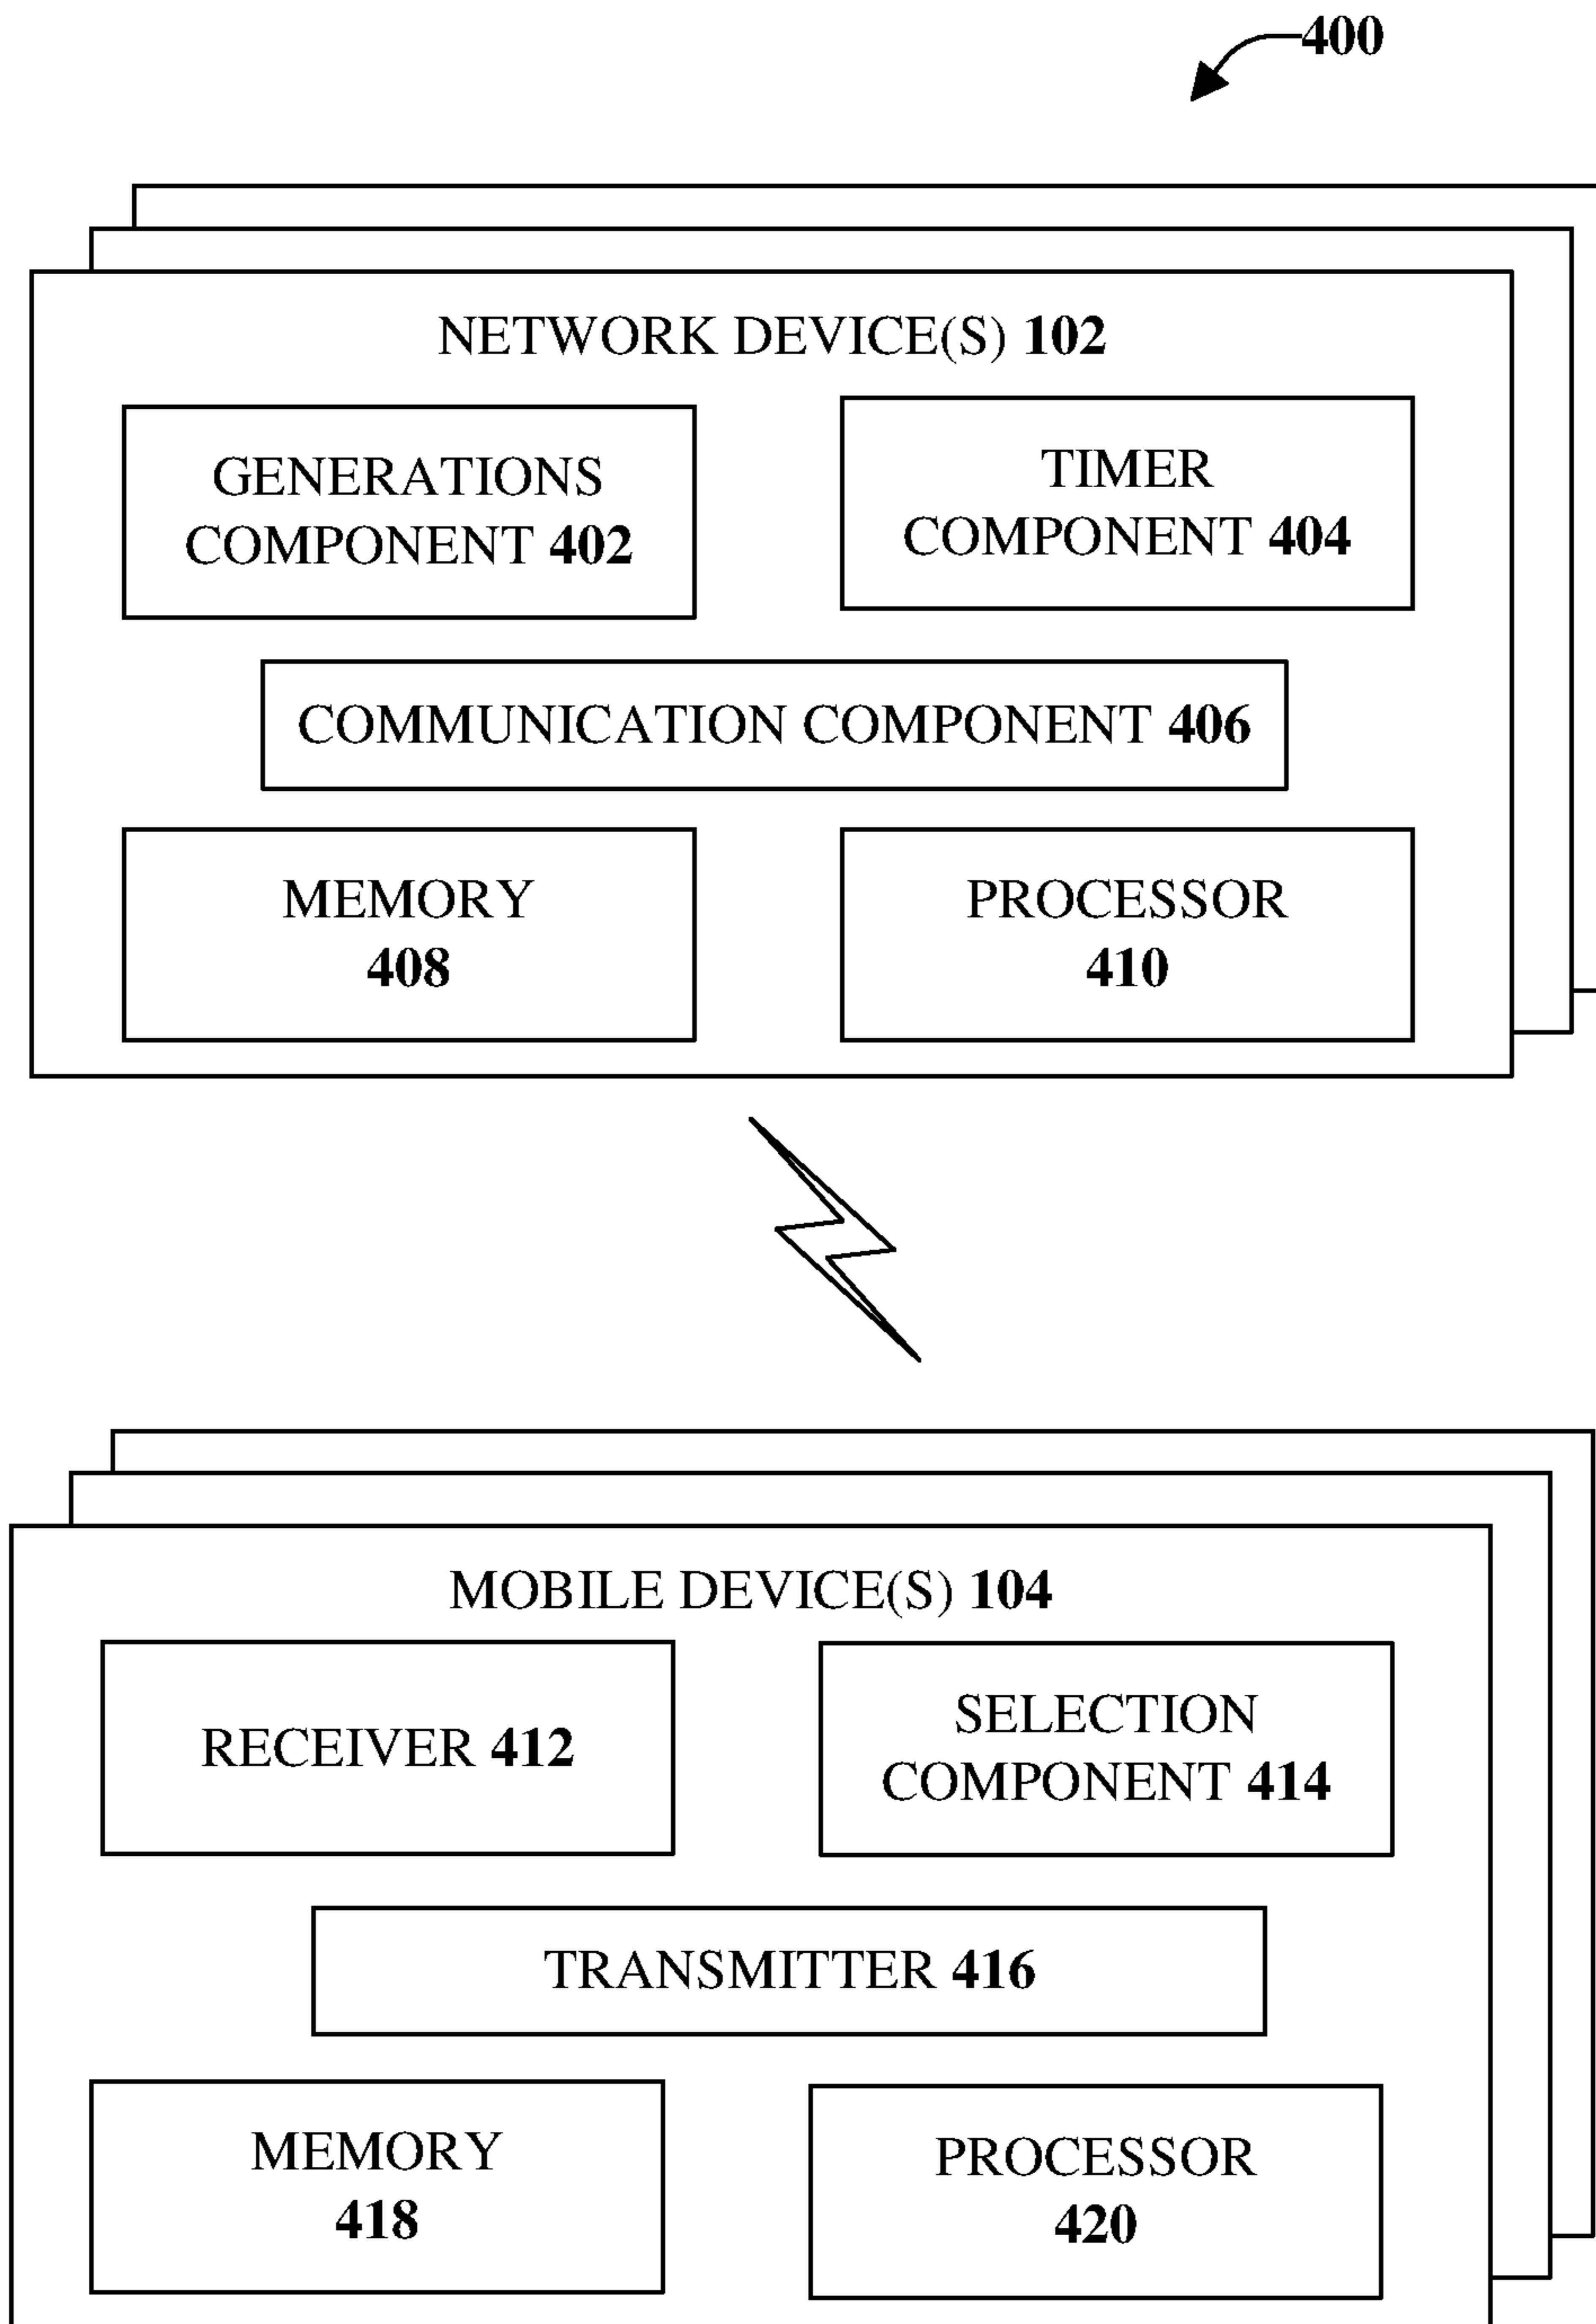 400
NETWORK DEVICE(S) 102
GENERATIONS
COMPONENT 402
TIMER
COMPONENT 404
COMMUNICATION COMPONENT 406
MEMORY
408
PROCESSOR
410
MOBILE DEVICE(S) 104
RECEIVER 412
SELECTION
COMPONENT 414
TRANSMITTER 416
MEMORY
418
PROCESSOR
420